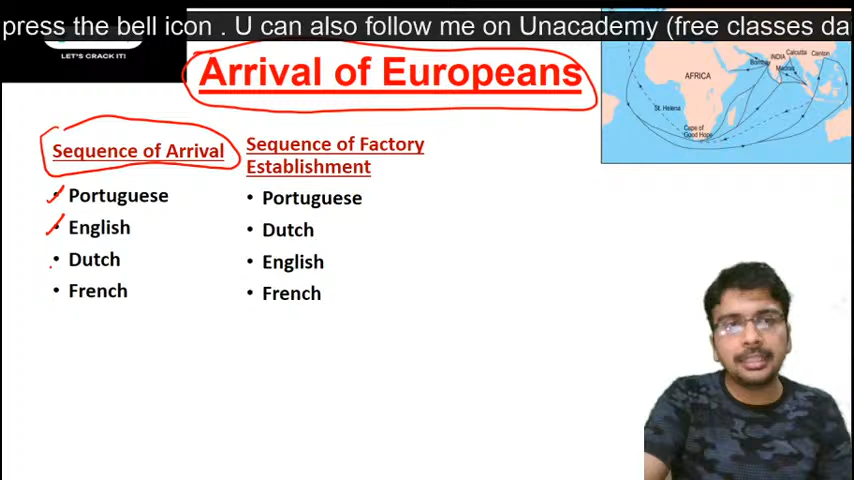 press the bell icon . U can also follow me on Unacademy (free classes da
LET'S CRACK IT!
Arrival of Europeans
AFRICA
INDIA
Calcutta
Canton
Bombay
Madras
St. Helena
Cape of
Good Hope
Sequence of Arrival
• Portuguese
• English
• Dutch
• French
Sequence of Factory
Establishment
• Portuguese
• Dutch
• English
• French